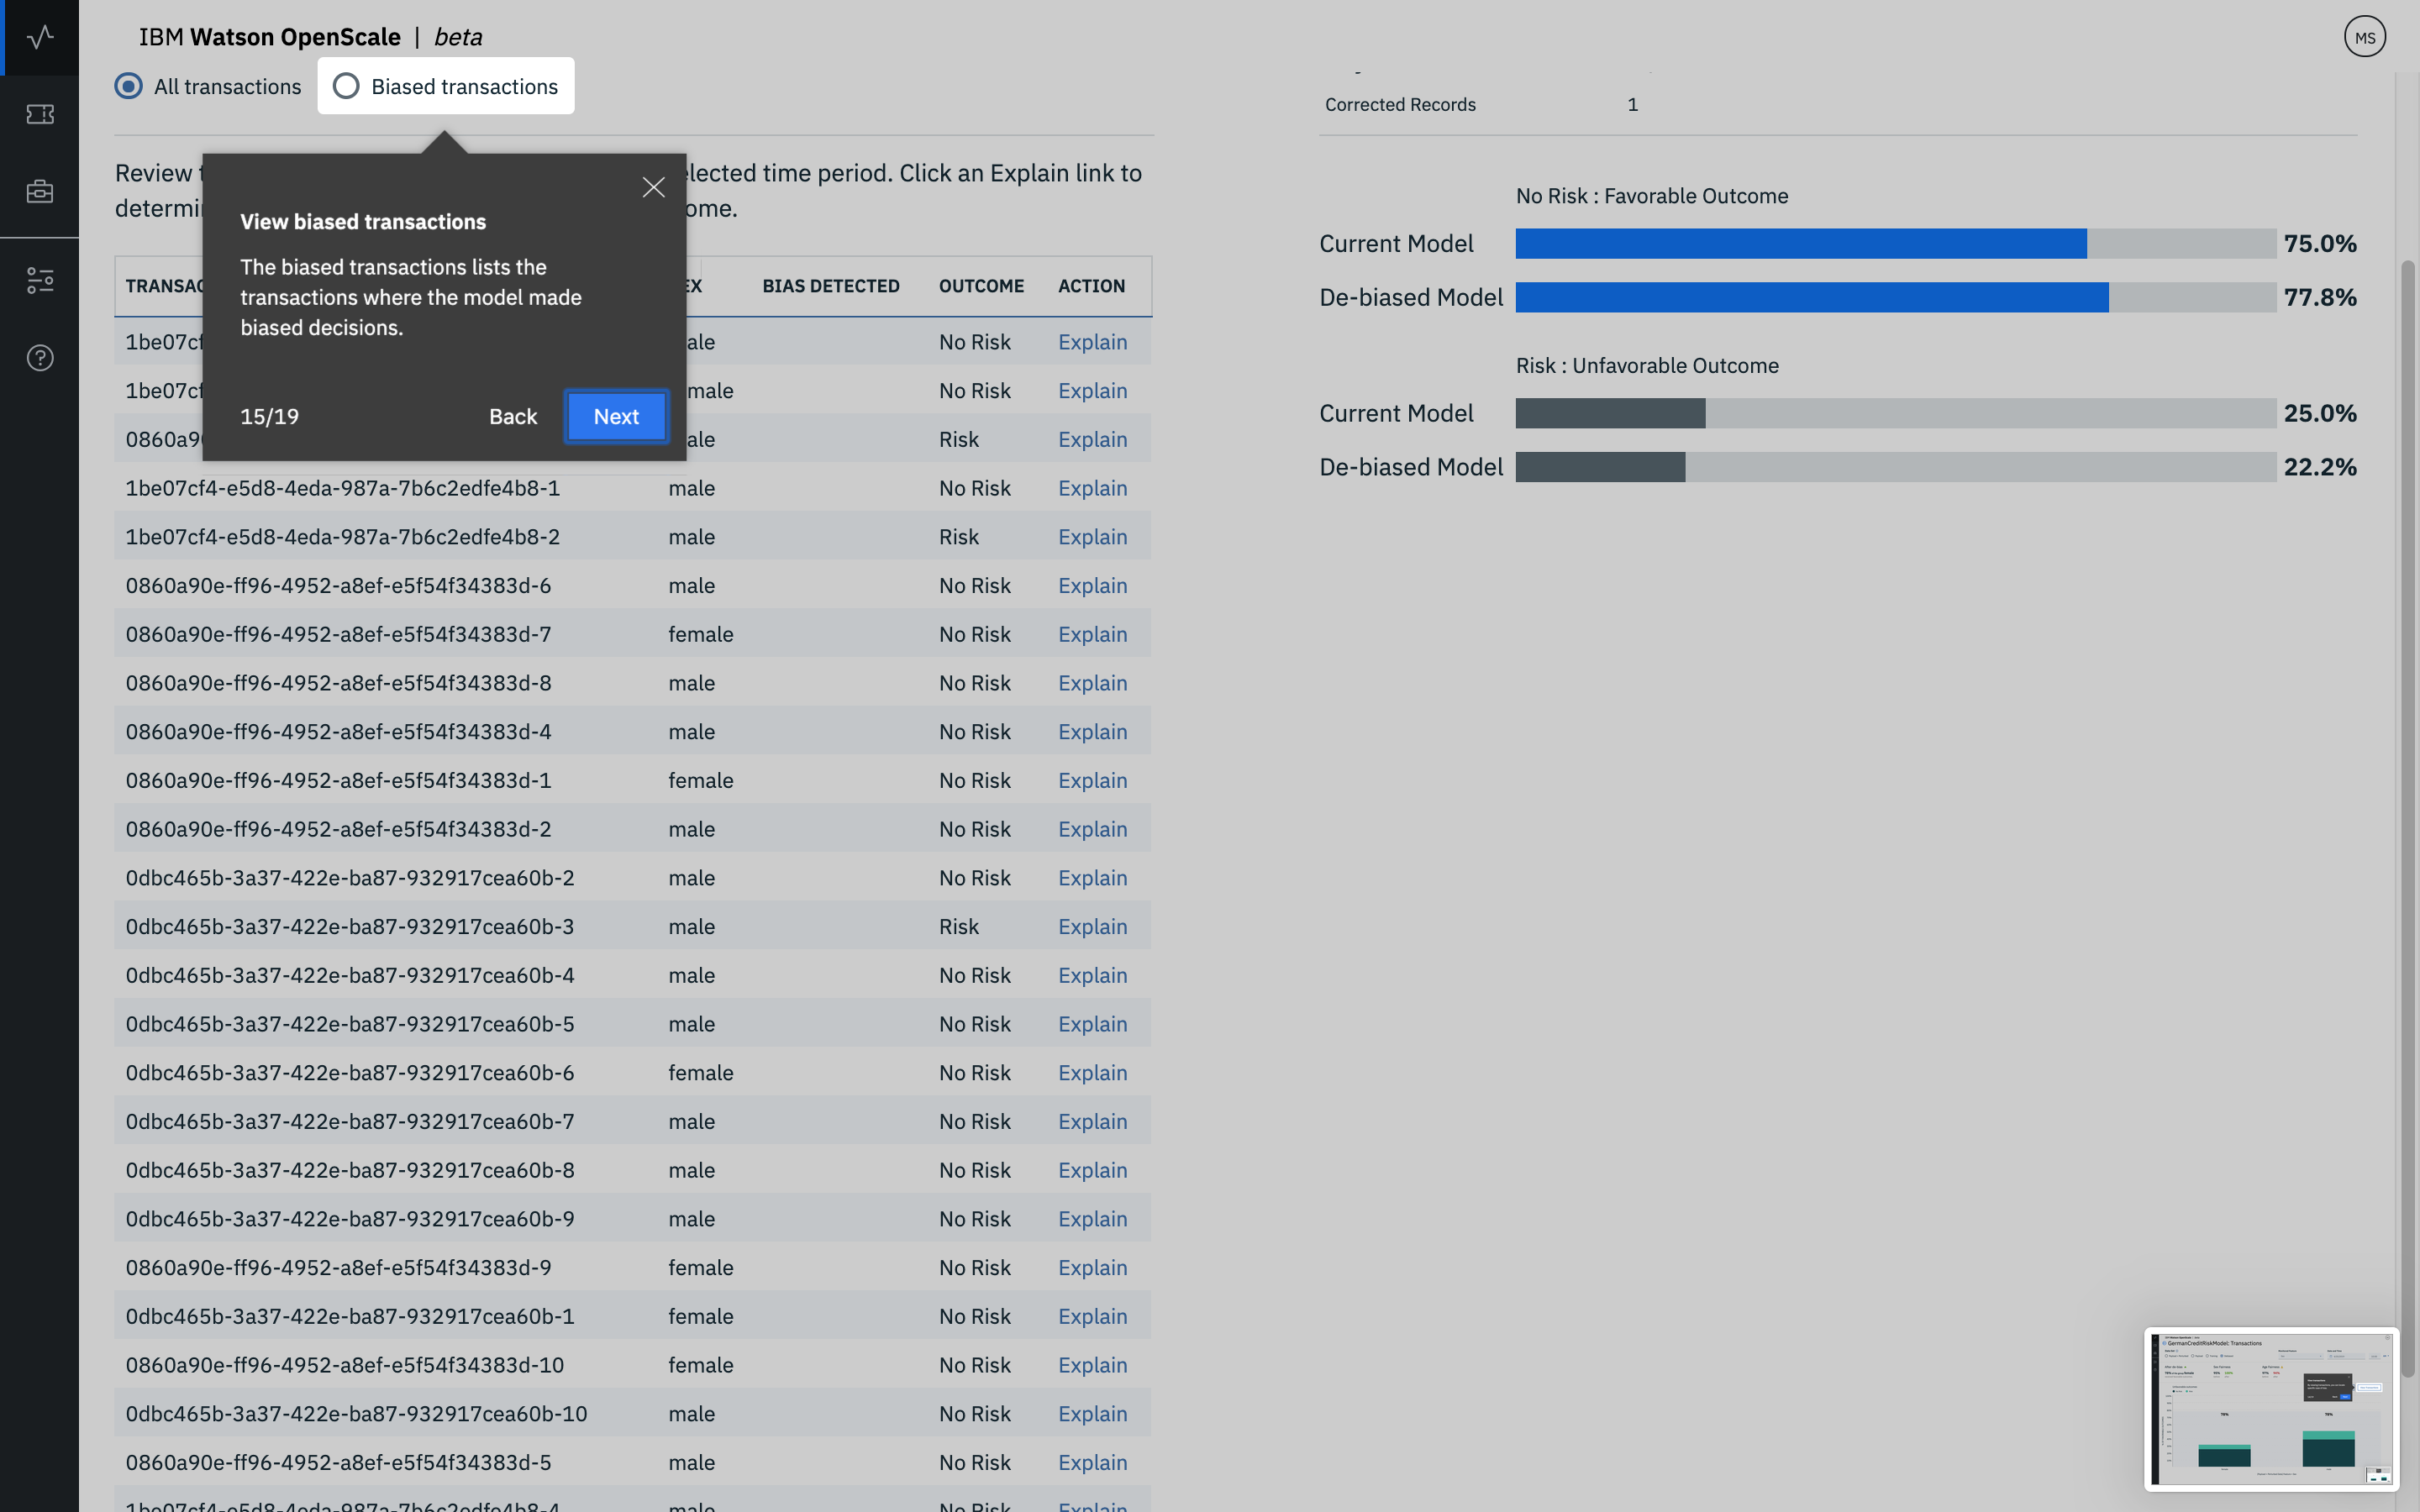 IBM Watson OpenScale | beta
MS
All transactions
Biased transactions
Corrected Records 1
Review elected time period. Click an Explain link to
determi ome.
View biased transactions
The biased transactions lists the
transactions where the model made
biased decisions.
15/19 Back Next
TRANSAC EX BIAS DETECTED OUTCOME ACTION
1be07cf ale No Risk Explain
1be07cf male No Risk Explain
0860a9 ale Risk Explain
1be07cf4-e5d8-4eda-987a-7b6c2edfe4b8-1 male No Risk Explain
1be07cf4-e5d8-4eda-987a-7b6c2edfe4b8-2 male Risk Explain
0860a90e-ff96-4952-a8ef-e5f54f34383d-6 male No Risk Explain
0860a90e-ff96-4952-a8ef-e5f54f34383d-7 female No Risk Explain
0860a90e-ff96-4952-a8ef-e5f54f34383d-8 male No Risk Explain
0860a90e-ff96-4952-a8ef-e5f54f34383d-4 male No Risk Explain
0860a90e-ff96-4952-a8ef-e5f54f34383d-1 female No Risk Explain
0860a90e-ff96-4952-a8ef-e5f54f34383d-2 male No Risk Explain
0dbc465b-3a37-422e-ba87-932917cea60b-2 male No Risk Explain
0dbc465b-3a37-422e-ba87-932917cea60b-3 male Risk Explain
0dbc465b-3a37-422e-ba87-932917cea60b-4 male No Risk Explain
0dbc465b-3a37-422e-ba87-932917cea60b-5 male No Risk Explain
0dbc465b-3a37-422e-ba87-932917cea60b-6 female No Risk Explain
0dbc465b-3a37-422e-ba87-932917cea60b-7 male No Risk Explain
0dbc465b-3a37-422e-ba87-932917cea60b-8 male No Risk Explain
0dbc465b-3a37-422e-ba87-932917cea60b-9 male No Risk Explain
0860a90e-ff96-4952-a8ef-e5f54f34383d-9 female No Risk Explain
0dbc465b-3a37-422e-ba87-932917cea60b-1 female No Risk Explain
0860a90e-ff96-4952-a8ef-e5f54f34383d-10 female No Risk Explain
0dbc465b-3a37-422e-ba87-932917cea60b-10 male No Risk Explain
0860a90e-ff96-4952-a8ef-e5f54f34383d-5 male No Risk Explain
1be07cf4-e5d8-4eda-987a-7b6c2edfe4b8-4 male No Risk Explain
No Risk : Favorable Outcome
Current Model 75.0%
De-biased Model 77.8%
Risk : Unfavorable Outcome
Current Model 25.0%
De-biased Model 22.2%
GermanCreditRiskModel: Transactions